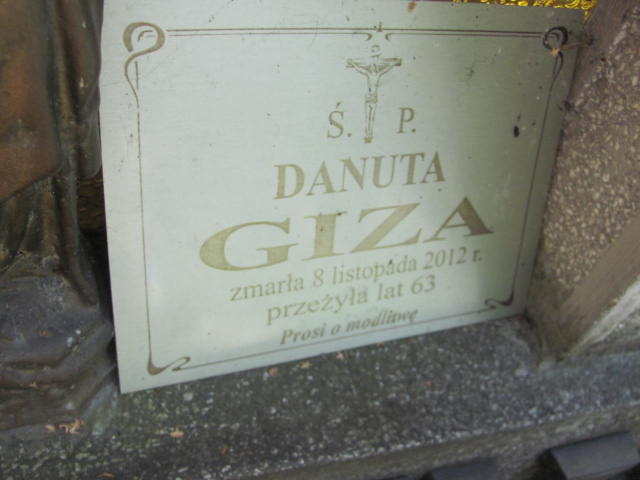 Ś. P.
DANUTA
GIZA
zmarła 8 listopada 2012 r.
przeżyła lat 63
Prosi o modlitwę